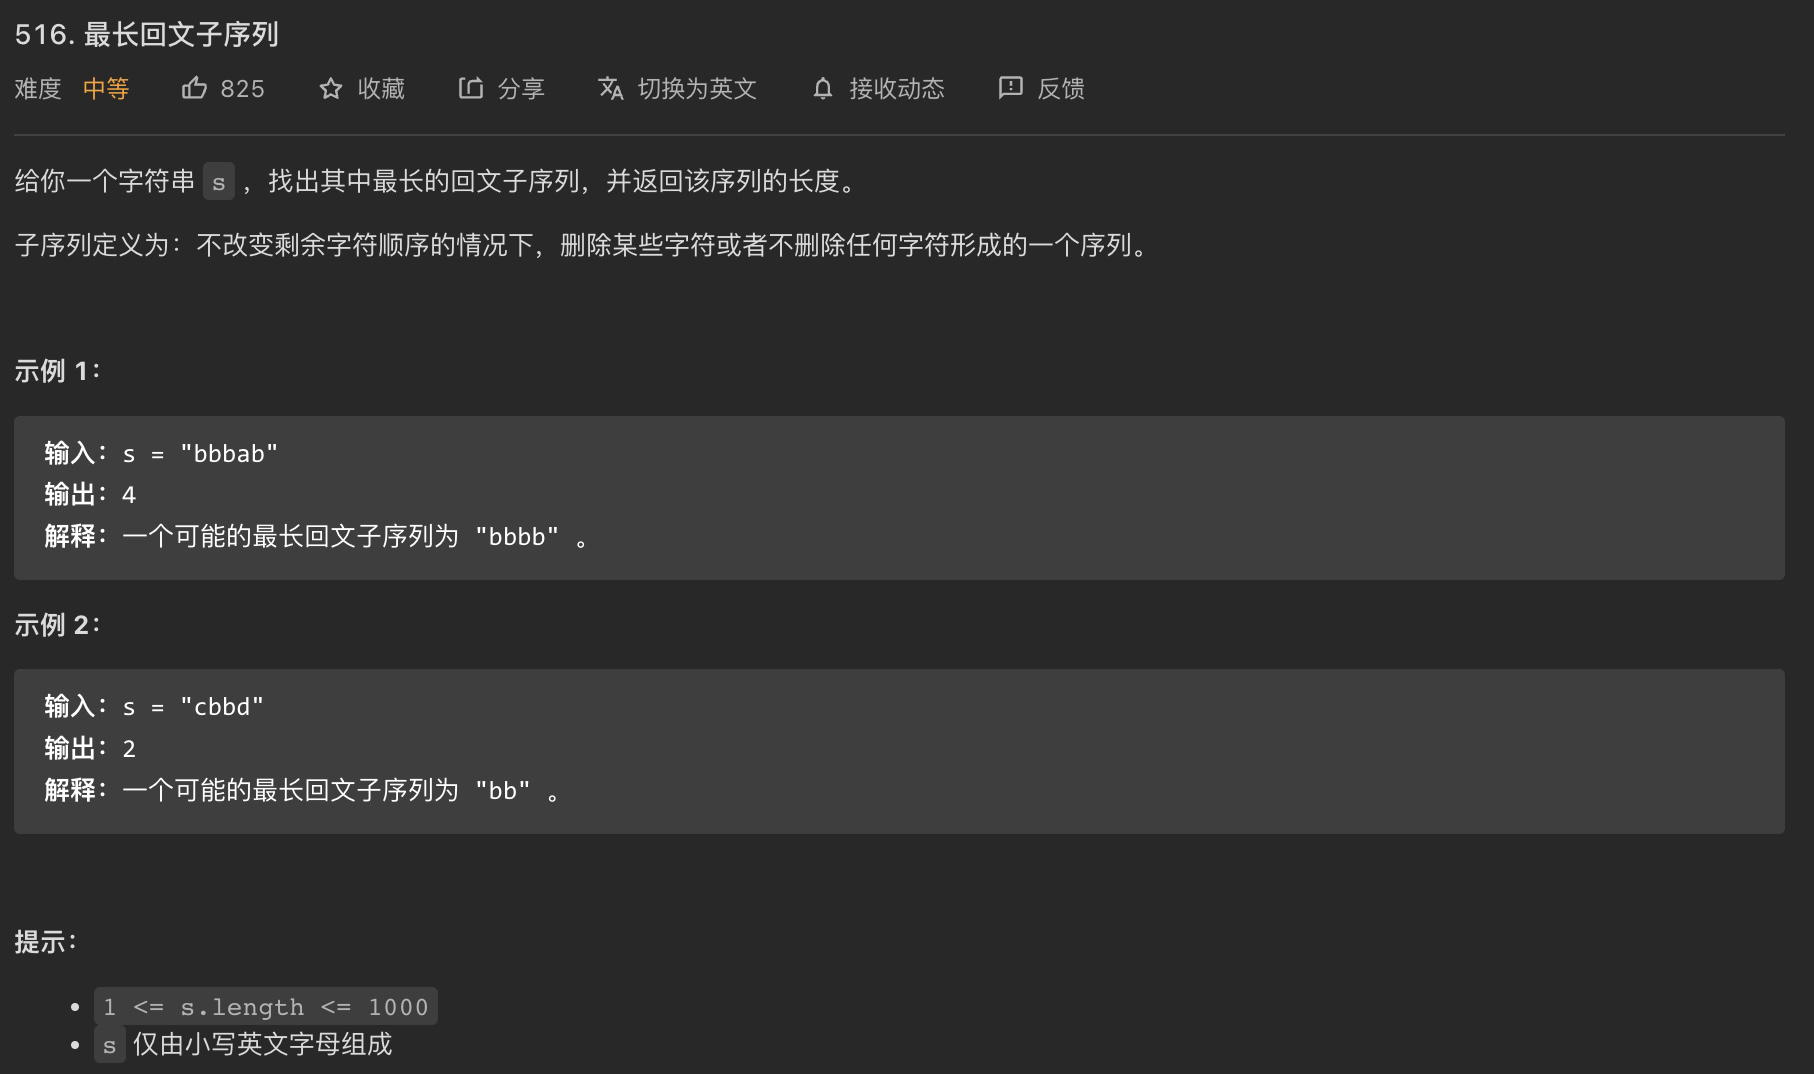 516. 最长回文子序列
难度 中等 825 收藏 分享 切换为英文 接收动态 反馈
给你一个字符串 s ，找出其中最长的回文子序列，并返回该序列的长度。
子序列定义为：不改变剩余字符顺序的情况下，删除某些字符或者不删除任何字符形成的一个序列。
示例 1：
输入：s = "bbbab"
输出：4
解释：一个可能的最长回文子序列为 "bbbb" 。
示例 2：
输入：s = "cbbd"
输出：2
解释：一个可能的最长回文子序列为 "bb" 。
提示：
• 1 <= s.length <= 1000
• s 仅由小写英文字母组成